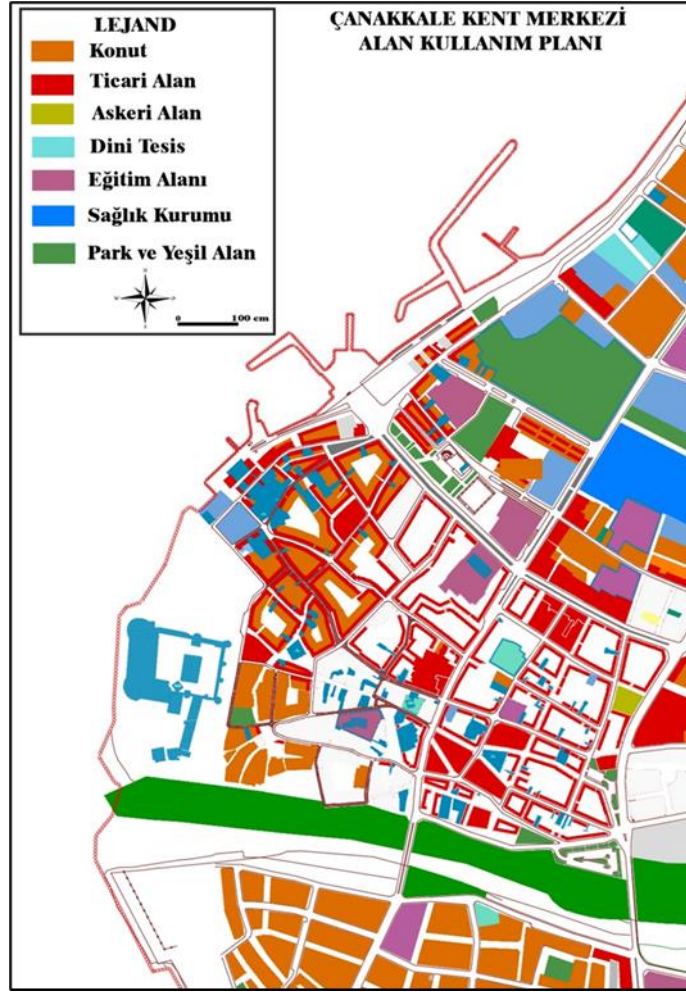 ÇANAKKALE KENT MERKEZİ
ALAN KULLANIM PLANI
LEJAND
Konut
Ticari Alan
Askeri Alan
Dini Tesis
Eğitim Alanı
Sağlık Kurumu
Park ve Yeşil Alan
0 100 cm